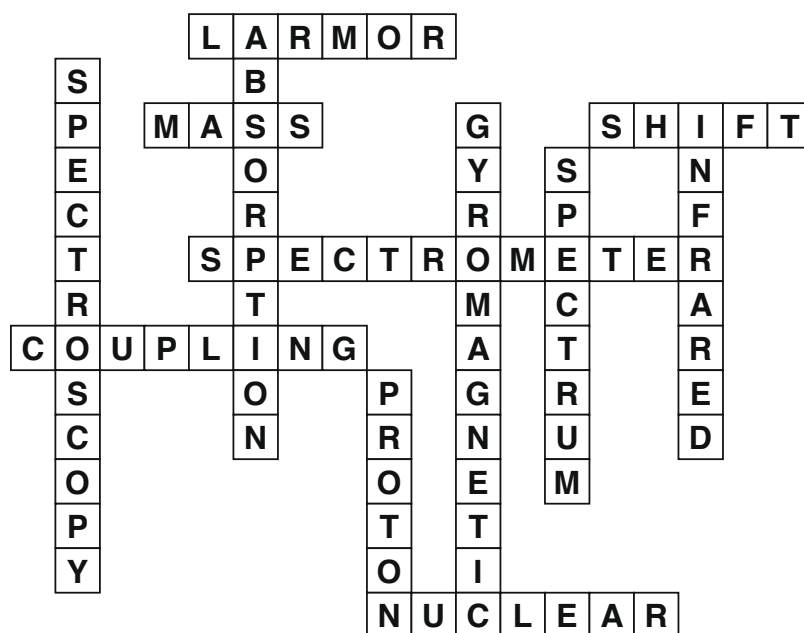 LARMOR
SPECTROSCOPY
ABSORPTION
MASS
GYROMAGNETIC
SHIFT
SPECTRUM
INFRARED
SPECTROMETER
COUPLING
PROTON
NUCLEAR